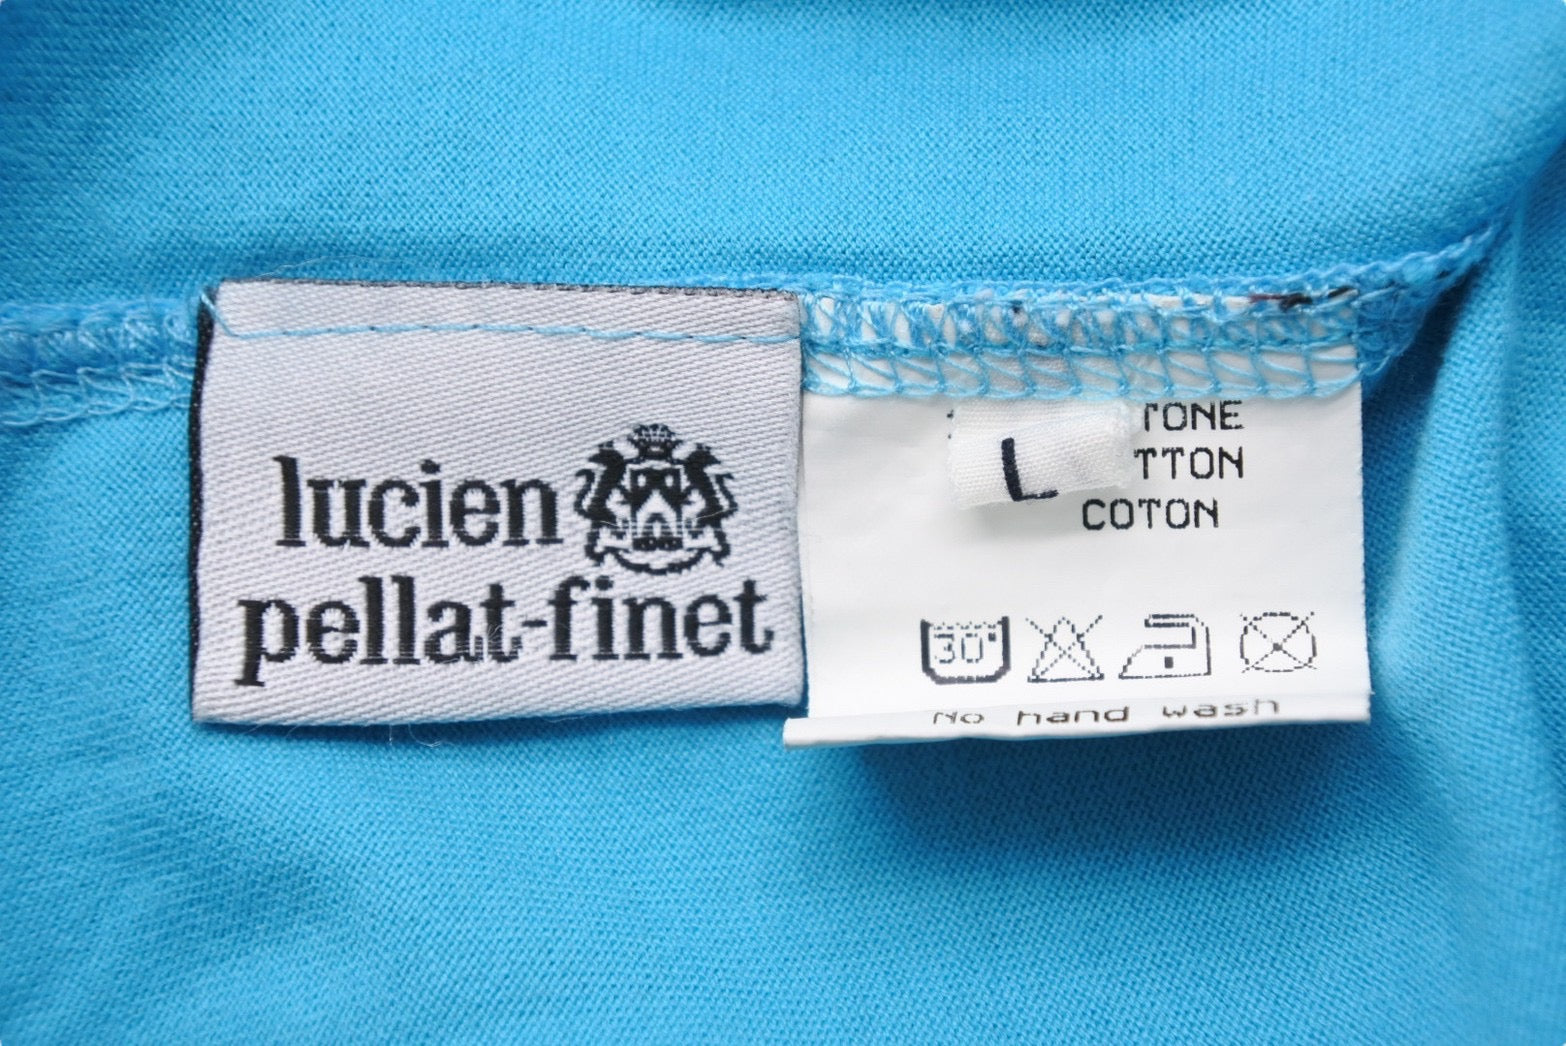 lucien
pellat-finet
L
TONE
TTON
COTON
30°
No hand wash